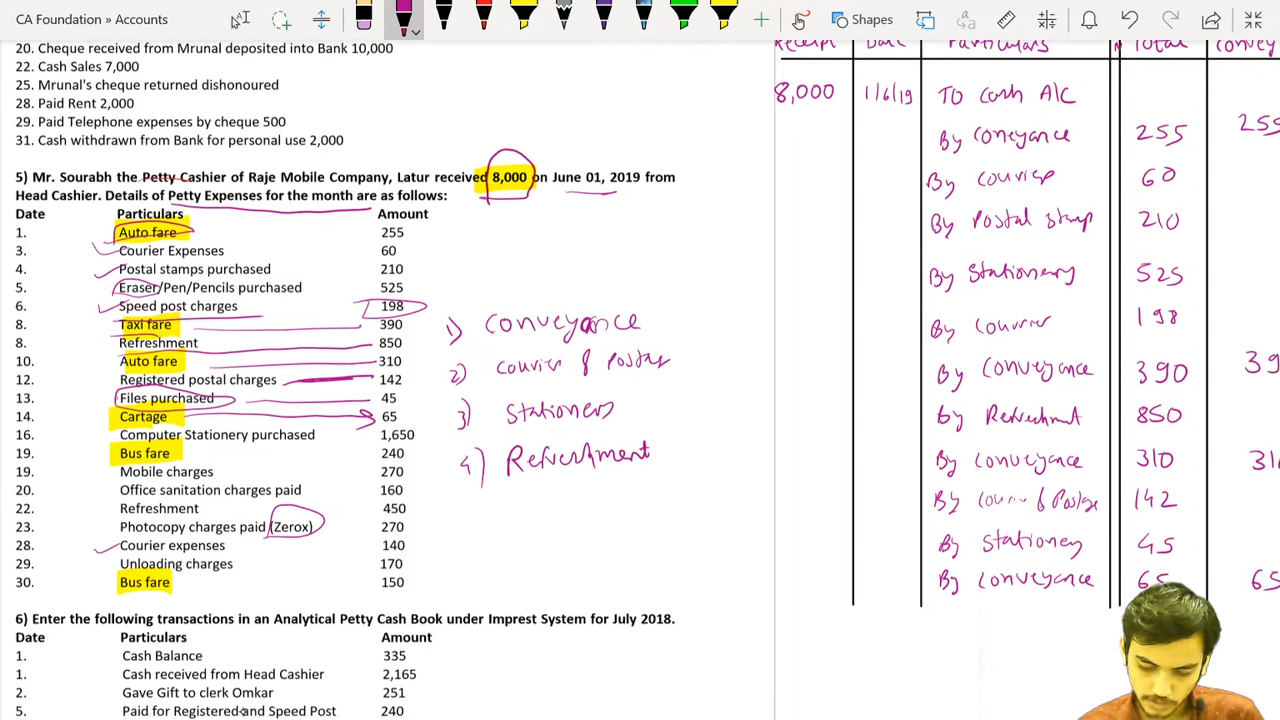 CA Foundation » Accounts
Shapes
20. Cheque received from Mrunal deposited into Bank 10,000
22. Cash Sales 7,000
25. Mrunal's cheque returned dishonoured
28. Paid Rent 2,000
29. Paid Telephone expenses by cheque 500
31. Cash withdrawn from Bank for personal use 2,000
5) Mr. Sourabh the Petty Cashier of Raje Mobile Company, Latur received 8,000 on June 01, 2019 from
Head Cashier. Details of Petty Expenses for the month are as follows:
Date Particulars Amount
1. Auto fare 255
3. Courier Expenses 60
4. Postal stamps purchased 210
5. Eraser/Pen/Pencils purchased 525
6. Speed post charges 198
8. Taxi fare 390
8. Refreshment 850
10. Auto fare 310
12. Registered postal charges 142
13. Files purchased 45
14. Cartage 65
16. Computer Stationery purchased 1,650
19. Bus fare 240
19. Mobile charges 270
20. Office sanitation charges paid 160
22. Refreshment 450
23. Photocopy charges paid (Zerox) 270
28. Courier expenses 140
29. Unloading charges 170
30. Bus fare 150
6) Enter the following transactions in an Analytical Petty Cash Book under Imprest System for July 2018.
Date Particulars Amount
1. Cash Balance 335
1. Cash received from Head Cashier 2,165
2. Gave Gift to clerk Omkar 251
5. Paid for Registered and Speed Post 240
1) Conveyance
2) Courier &
3) Stationers
4) Refreshment
Receipt Date Particulars Total Convey
8,000 1/6/19 To Cash A/C
By Coneyance 255 255
By Courier 60
By Postal Stamp 210
By Stationery 525
By Courier 198
By Conveyance 390 39
By Refreshment 850
By Conveyance 310 31
By & Postage 142
By Stationey 45
By Conveyance 65 65